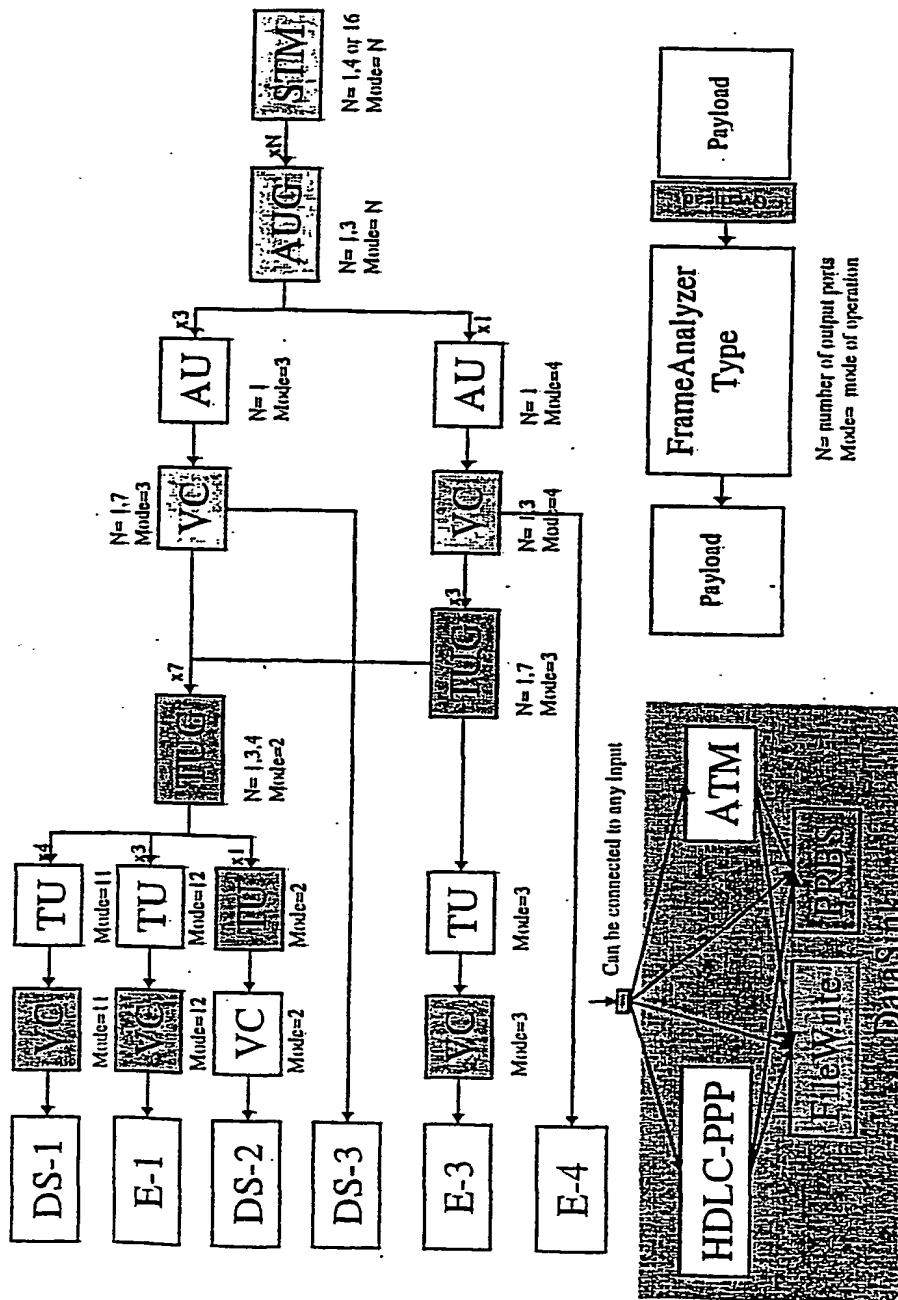 DS-1
VC
Mode=11
TU
Mode=11
x4
E-1
VC
Mode=12
TU
Mode=12
x3
DS-2
VC
Mode=2
TU
Mode=2
x1
TUG
N= 1,3,4
Mode=2
x7
VC
N= 1,7
Mode=3
AU
N= 1
Mode=3
x3
AUG
N= 1,3
Mode= N
xN
STM
N= 1,4 or 16
Mode= N
DS-3
E-3
VC
Mode=3
TU
Mode=3
TUG
N= 1,7
Mode=3
x3
VC
N= 1,3
Mode=4
AU
N= 1
Mode=4
x1
E-4
Can be connected to any Input
HDLC-PPP
ATM
FileWrite
PRBS
DataSink
Payload
FrameAnalyzer
Type
Payload
N= number of output ports
Mode= mode of operation